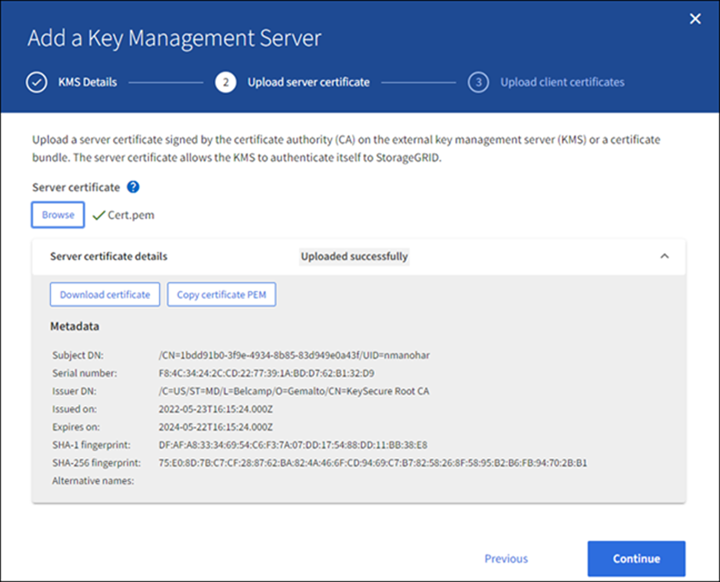 Add a Key Management Server
KMS Details
2 Upload server certificate
3 Upload client certificates
Upload a server certificate signed by the certificate authority (CA) on the external key management server (KMS) or a certificate
bundle. The server certificate allows the KMS to authenticate itself to StorageGRID.
Server certificate ?
Browse Cert.pem
Server certificate details Uploaded successfully
Download certificate Copy certificate PEM
Metadata
Subject DN: /CN=1bdd91b0-3f9e-4934-8b85-83d949e0a43f/UID=nmanohar
Serial number: F8:4C:34:24:2C:CD:22:77:39:1A:BD:D7:62:B1:32:D9
Issuer DN: /C=US/ST=MD/L=Belcamp/O=Gemalto/CN=KeySecure Root CA
Issued on: 2022-05-23T16:15:24.000Z
Expires on: 2024-05-22T16:15:24.000Z
SHA-1 fingerprint: DF:AF:A8:33:34:69:54:C6:F3:7A:07:DD:17:54:88:DD:11:BB:38:E8
SHA-256 fingerprint: 75:E0:8D:7B:C7:CF:28:87:62:BA:82:4A:46:6F:CD:94:69:C7:B7:82:58:26:8F:58:95:B2:B6:FB:94:70:2B:B1
Alternative names:
Previous Continue